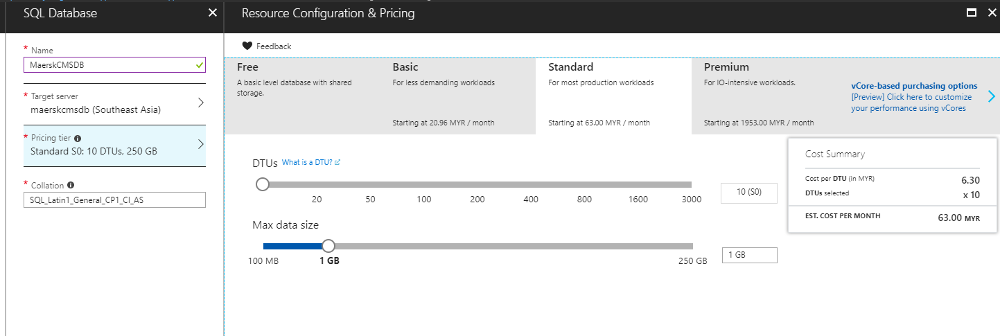 SQL Database
* Name
MaerskCMSDB
* Target server
maerskcmsdb (Southeast Asia)
* Pricing tier
Standard S0: 10 DTUs, 250 GB
* Collation
SQL_Latin1_General_CP1_CI_AS
Resource Configuration & Pricing
Feedback
Free
A basic level database with shared
storage.
Basic
For less demanding workloads
Starting at 20.96 MYR / month
Standard
For most production workloads
Starting at 63.00 MYR / month
Premium
For IO-intensive workloads.
Starting at 1953.00 MYR / month
vCore-based purchasing options
[Preview] Click here to customize
your performance using vCores
DTUs What is a DTU?
20 50 100 200 400 800 1600 3000
10 (S0)
Max data size
100 MB 1 GB 250 GB
1 GB
Cost Summary
Cost per DTU (in MYR) 6.30
DTUs selected x 10
EST. COST PER MONTH 63.00 MYR